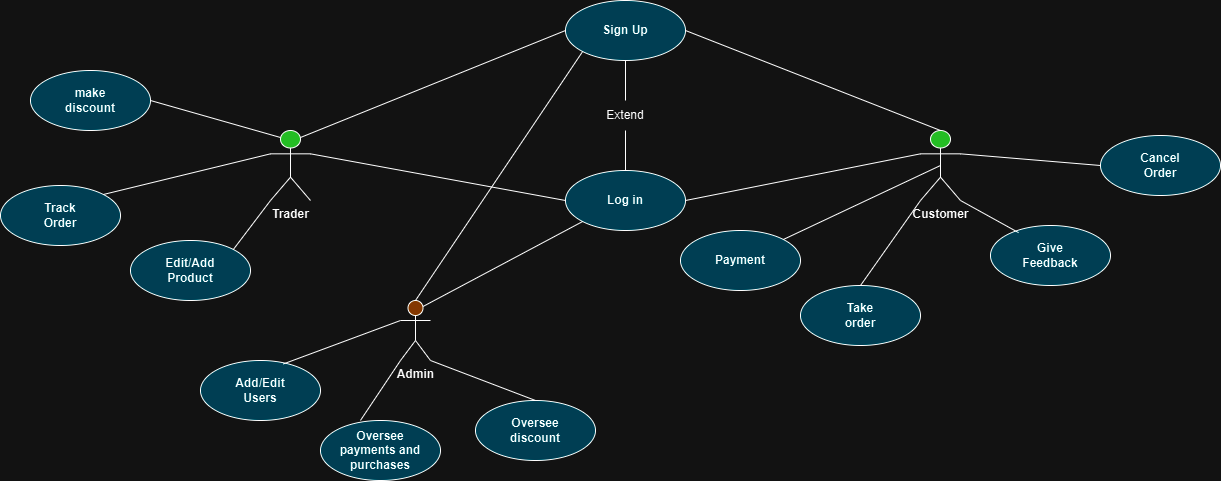 Sign Up
make
discount
Extend
Cancel
Order
Log in
Track
Order
Trader
Customer
Edit/Add
Product
Payment
Give
Feedback
Take
order
Admin
Add/Edit
Users
Oversee
payments and
purchases
Oversee
discount